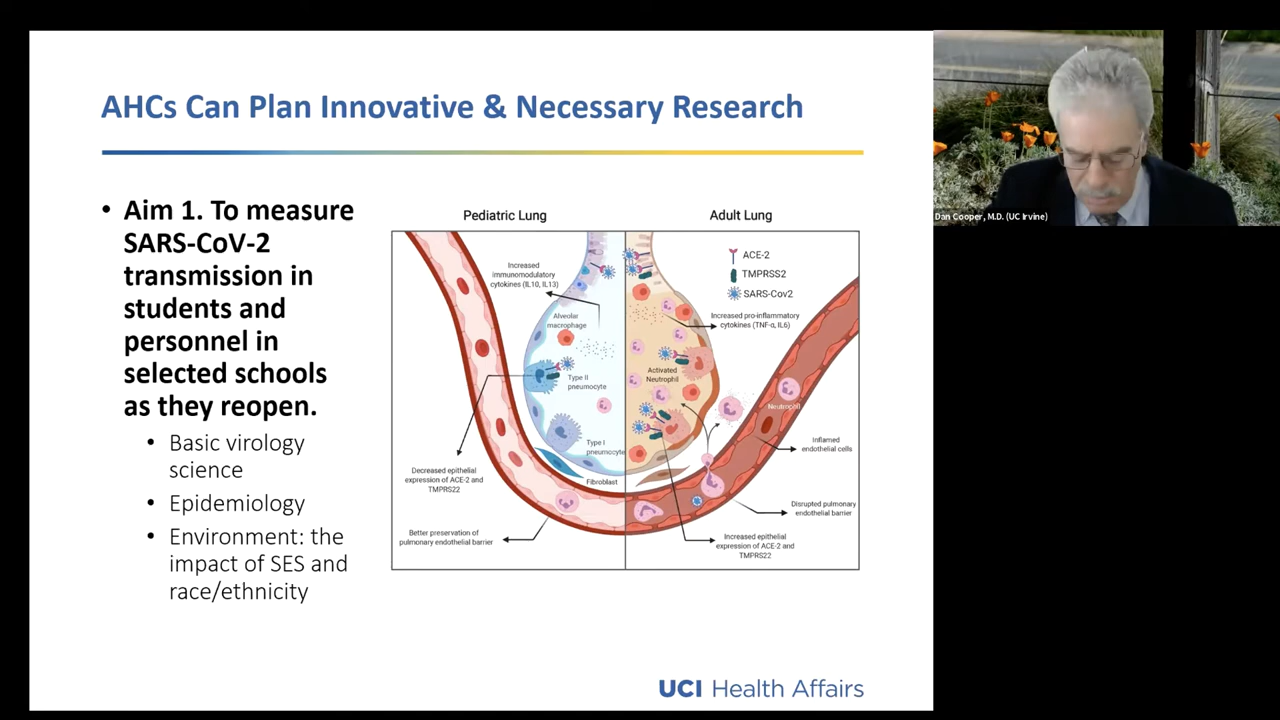 AHCs Can Plan Innovative & Necessary Research
• Aim 1. To measure
SARS-CoV-2
transmission in
students and
personnel in
selected schools
as they reopen.
• Basic virology
science
• Epidemiology
• Environment: the
impact of SES and
race/ethnicity
Pediatric Lung
Adult Lung
Increased
immunomodulatory
cytokines (IL10, IL13)
Alveolar
macrophage
Type II
pneumocyte
Type I
pneumocyte
Fibroblast
Decreased epithelial
expression of ACE-2 and
TMPRS22
Better preservation of
pulmonary endothelial barrier
ACE-2
TMPRSS2
SARS-Cov2
Increased pro-inflammatory
cytokines (TNF-α, IL6)
Activated
Neutrophil
Neutrophil
Inflamed
endothelial cells
Disrupted pulmonary
endothelial barrier
Increased epithelial
expression of ACE-2 and
TMPRS22
UCI Health Affairs
Dan Cooper, M.D. (UC Irvine)